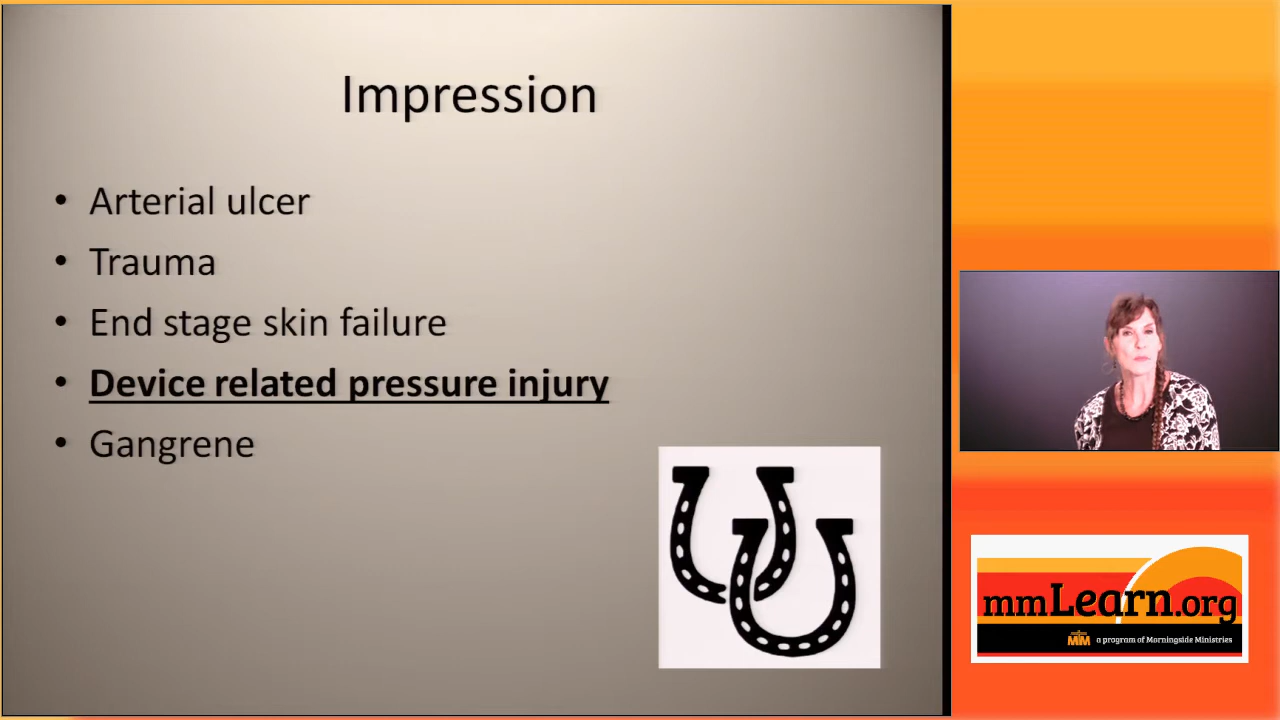 Impression
• Arterial ulcer
• Trauma
• End stage skin failure
• Device related pressure injury
• Gangrene
mmLearn.org
MM a program of Morningside Ministries